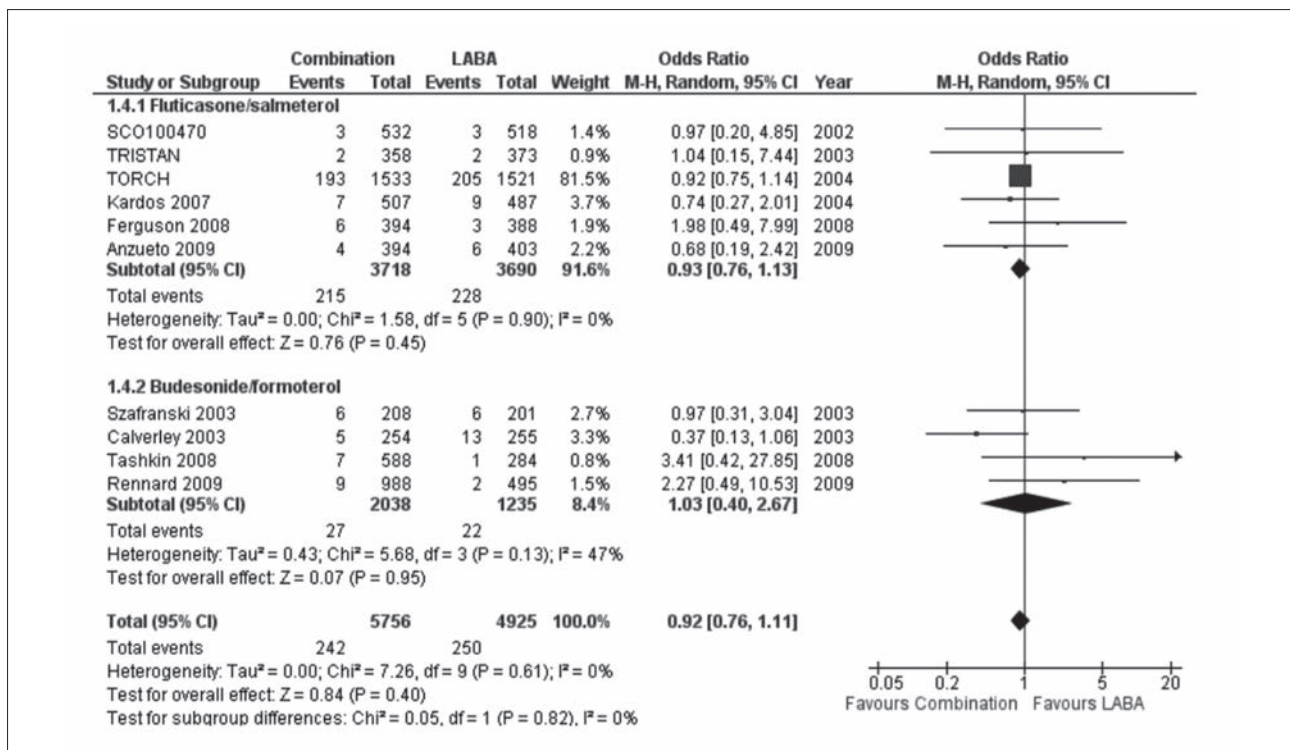 Combination LABA Odds Ratio Odds Ratio
Study or Subgroup Events Total Events Total Weight M-H, Random, 95% CI Year M-H, Random, 95% CI
1.4.1 Fluticasone/salmeterol
SCO100470 3 532 3 518 1.4% 0.97 [0.20, 4.85] 2002
TRISTAN 2 358 2 373 0.9% 1.04 [0.15, 7.44] 2003
TORCH 193 1533 205 1521 81.5% 0.92 [0.75, 1.14] 2004
Kardos 2007 7 507 9 487 3.7% 0.74 [0.27, 2.01] 2004
Ferguson 2008 6 394 3 388 1.9% 1.98 [0.49, 7.99] 2008
Anzueto 2009 4 394 6 403 2.2% 0.68 [0.19, 2.42] 2009
Subtotal (95% CI) 3718 3690 91.6% 0.93 [0.76, 1.13]
Total events 215 228
Heterogeneity: Tau² = 0.00; Chi² = 1.58, df = 5 (P = 0.90); I² = 0%
Test for overall effect: Z = 0.76 (P = 0.45)
1.4.2 Budesonide/formoterol
Szafranski 2003 6 208 6 201 2.7% 0.97 [0.31, 3.04] 2003
Calverley 2003 5 254 13 255 3.3% 0.37 [0.13, 1.06] 2003
Tashkin 2008 7 588 1 284 0.8% 3.41 [0.42, 27.85] 2008
Rennard 2009 9 988 2 495 1.5% 2.27 [0.49, 10.53] 2009
Subtotal (95% CI) 2038 1235 8.4% 1.03 [0.40, 2.67]
Total events 27 22
Heterogeneity: Tau² = 0.43; Chi² = 5.68, df = 3 (P = 0.13); I² = 47%
Test for overall effect: Z = 0.07 (P = 0.95)
Total (95% CI) 5756 4925 100.0% 0.92 [0.76, 1.11]
Total events 242 250
Heterogeneity: Tau² = 0.00; Chi² = 7.26, df = 9 (P = 0.61); I² = 0%
Test for overall effect: Z = 0.84 (P = 0.40)
Test for subgroup differences: Chi² = 0.05, df = 1 (P = 0.82), I² = 0%
0.05 0.2 1 5 20
Favours Combination Favours LABA